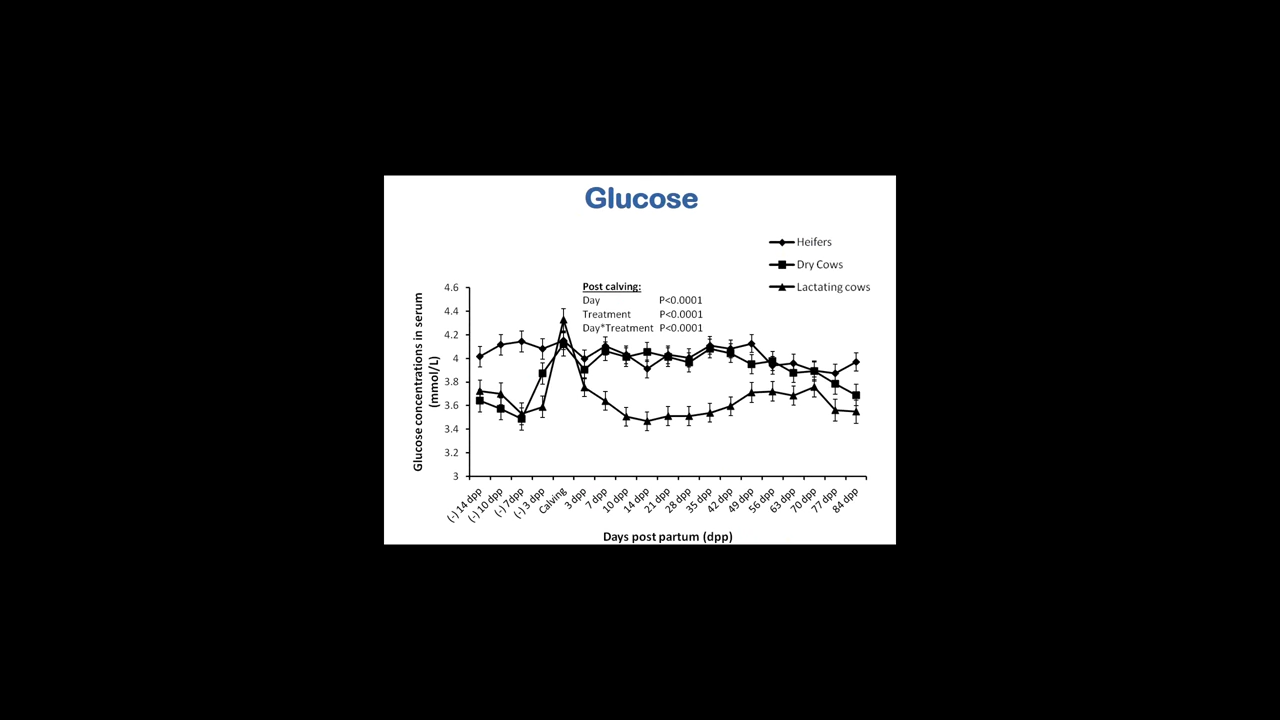 Glucose
Heifers
Dry Cows
Lactating cows
Post calving:
Day P<0.0001
Treatment P<0.0001
Day*Treatment P<0.0001
Glucose concentrations in serum
(mmol/L)
4.6
4.4
4.2
4
3.8
3.6
3.4
3.2
3
(-) 14 dpp
(-) 10 dpp
(-) 7dpp
(-) 3 dpp
Calving
3 dpp
7 dpp
10 dpp
14 dpp
21 dpp
28 dpp
35 dpp
42 dpp
49 dpp
56 dpp
63 dpp
70 dpp
77 dpp
84 dpp
Days post partum (dpp)